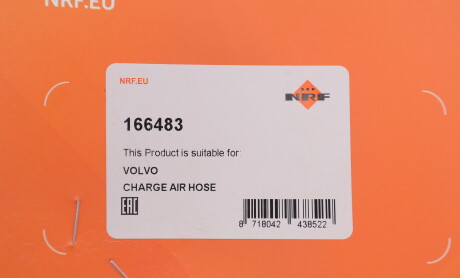 NRF.EU
NRF.EU
NRF
166483
This Product is suitable for:
VOLVO
CHARGE AIR HOSE
EAC
8 718042 438522